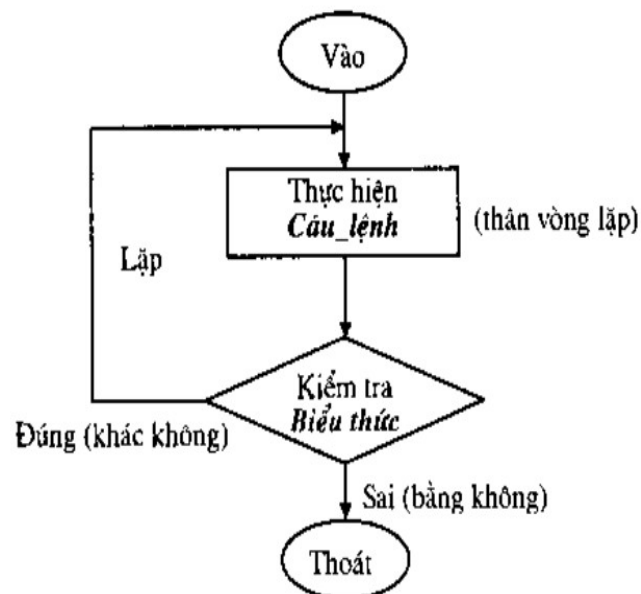 Vào
Thực hiện
Câu_lệnh
(thân vòng lặp)
Lặp
Kiểm tra
Biểu thức
Đúng (khác không)
Sai (bằng không)
Thoát